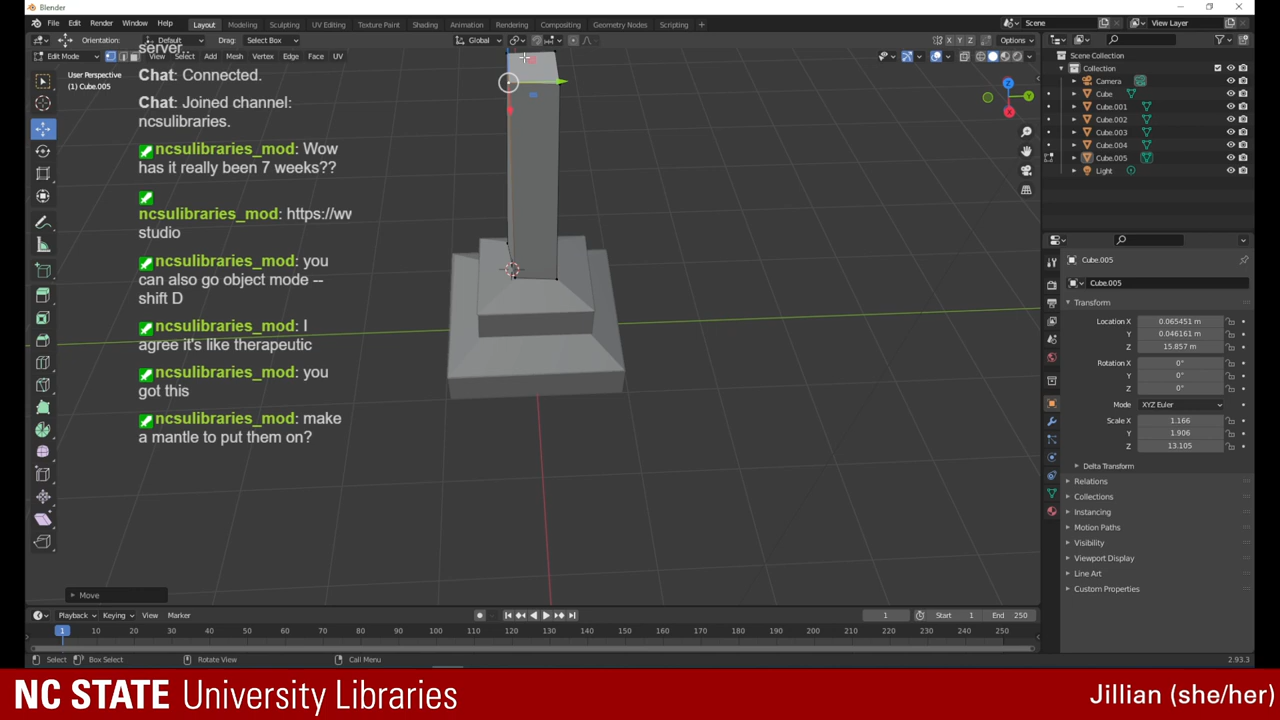 Blender
File Edit Render Window Help Layout Modeling Sculpting UV Editing Texture Paint Shading Animation Rendering Compositing Geometry Nodes Scripting + Scene View Layer
Orientation: Default Drag: Select Box Global X Y Z Options
Edit Mode Select Add Mesh Vertex Edge Face UV
server..
User Perspective
(1) Cube.005
Chat: Connected.
Chat: Joined channel:
ncsulibraries.
ncsulibraries_mod: Wow
has it really been 7 weeks??
ncsulibraries_mod: https://wv
studio
ncsulibraries_mod: you
can also go object mode --
shift D
ncsulibraries_mod: I
agree it's like therapeutic
ncsulibraries_mod: you
got this
ncsulibraries_mod: make
a mantle to put them on?
Move
Z
Y
X
Scene Collection
Collection
Camera
Cube
Cube.001
Cube.002
Cube.003
Cube.004
Cube.005
Light
Cube.005
Cube.005
Transform
Location X 0.065451 m
Y 0.046161 m
Z 15.857 m
Rotation X 0°
Y 0°
Z 0°
Mode XYZ Euler
Scale X 1.166
Y 1.906
Z 13.105
Delta Transform
Relations
Collections
Instancing
Motion Paths
Visibility
Viewport Display
Line Art
Custom Properties
Playback Keying View Marker 1 Start 1 End 250
1 10 20 30 40 50 60 70 80 90 100 110 120 130 140 150 160 170 180 190 200 210 220 230 240 250
Select Box Select Rotate View Call Menu 2.93.3
NC STATE University Libraries
Jillian (she/her)